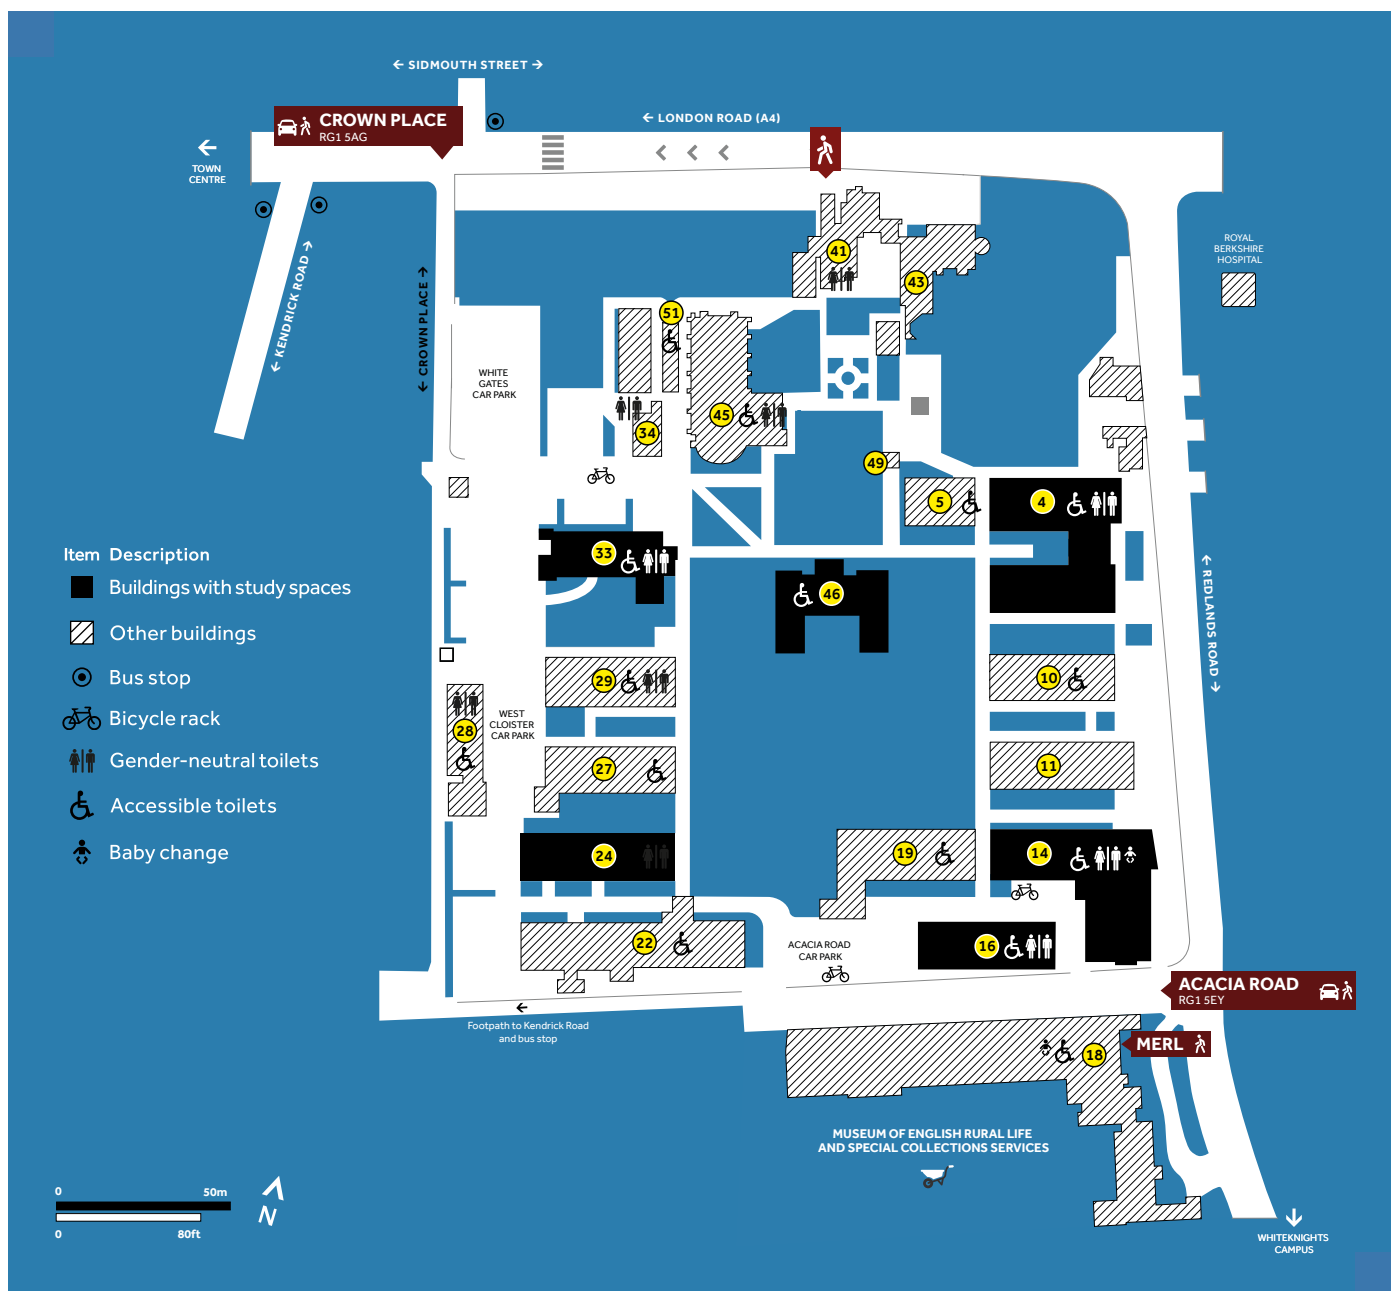 ← SIDMOUTH STREET →
CROWN PLACE
RG1 5AG
← LONDON ROAD (A4)
←
TOWN
CENTRE
← KENDRICK ROAD →
← CROWN PLACE →
ROYAL
BERKSHIRE
HOSPITAL
41
43
51
WHITE
GATES
CAR PARK
45
34
49
5
4
33
46
← REDLANDS ROAD →
Item Description
Buildings with study spaces
Other buildings
Bus stop
Bicycle rack
Gender-neutral toilets
Accessible toilets
Baby change
29
10
28
WEST
CLOISTER
CAR PARK
27
11
24
19
14
22
ACACIA ROAD
CAR PARK
16
ACACIA ROAD
RG1 5EY
←
Footpath to Kendrick Road
and bus stop
18
MERL
MUSEUM OF ENGLISH RURAL LIFE
AND SPECIAL COLLECTIONS SERVICES
0 50m
0 80ft
N
↓
WHITEKNIGHTS
CAMPUS